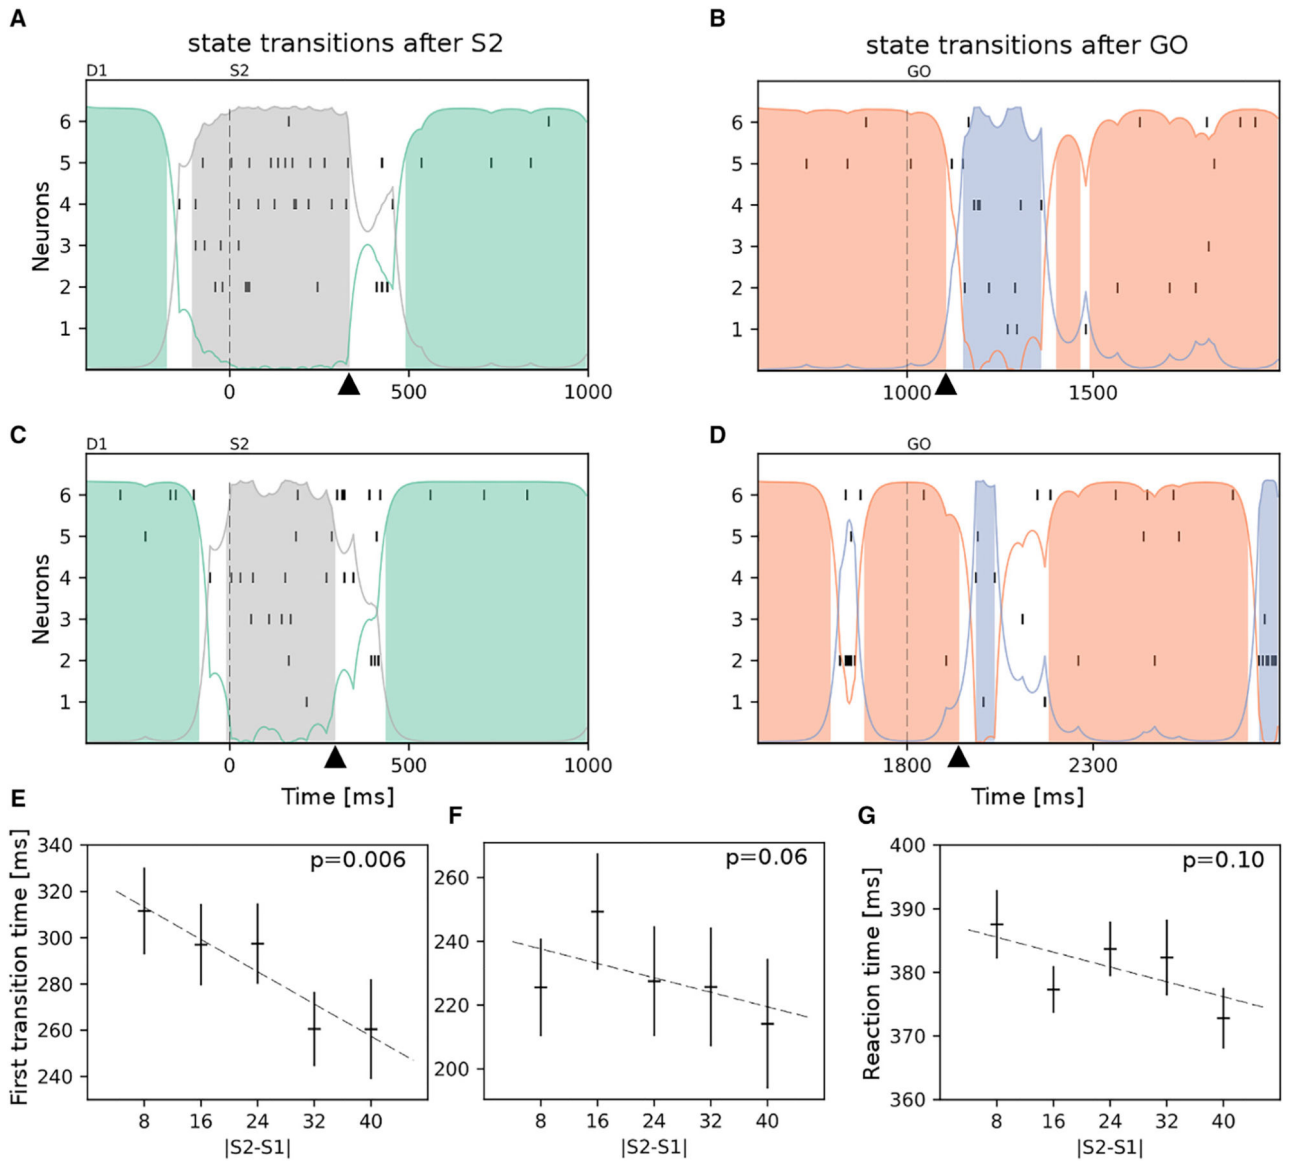 A
state transitions after S2
D1
S2
Neurons
6
5
4
3
2
1
0
500
1000
B
state transitions after GO
GO
6
5
4
3
2
1
1000
1500
C
D1
S2
Neurons
6
5
4
3
2
1
0
500
1000
Time [ms]
D
GO
6
5
4
3
2
1
1800
2300
Time [ms]
E
First transition time [ms]
340
320
300
280
260
240
p=0.006
8
16
24
32
40
|S2-S1|
F
260
240
220
200
p=0.06
8
16
24
32
40
|S2-S1|
G
Reaction time [ms]
400
390
380
370
360
p=0.10
8
16
24
32
40
|S2-S1|